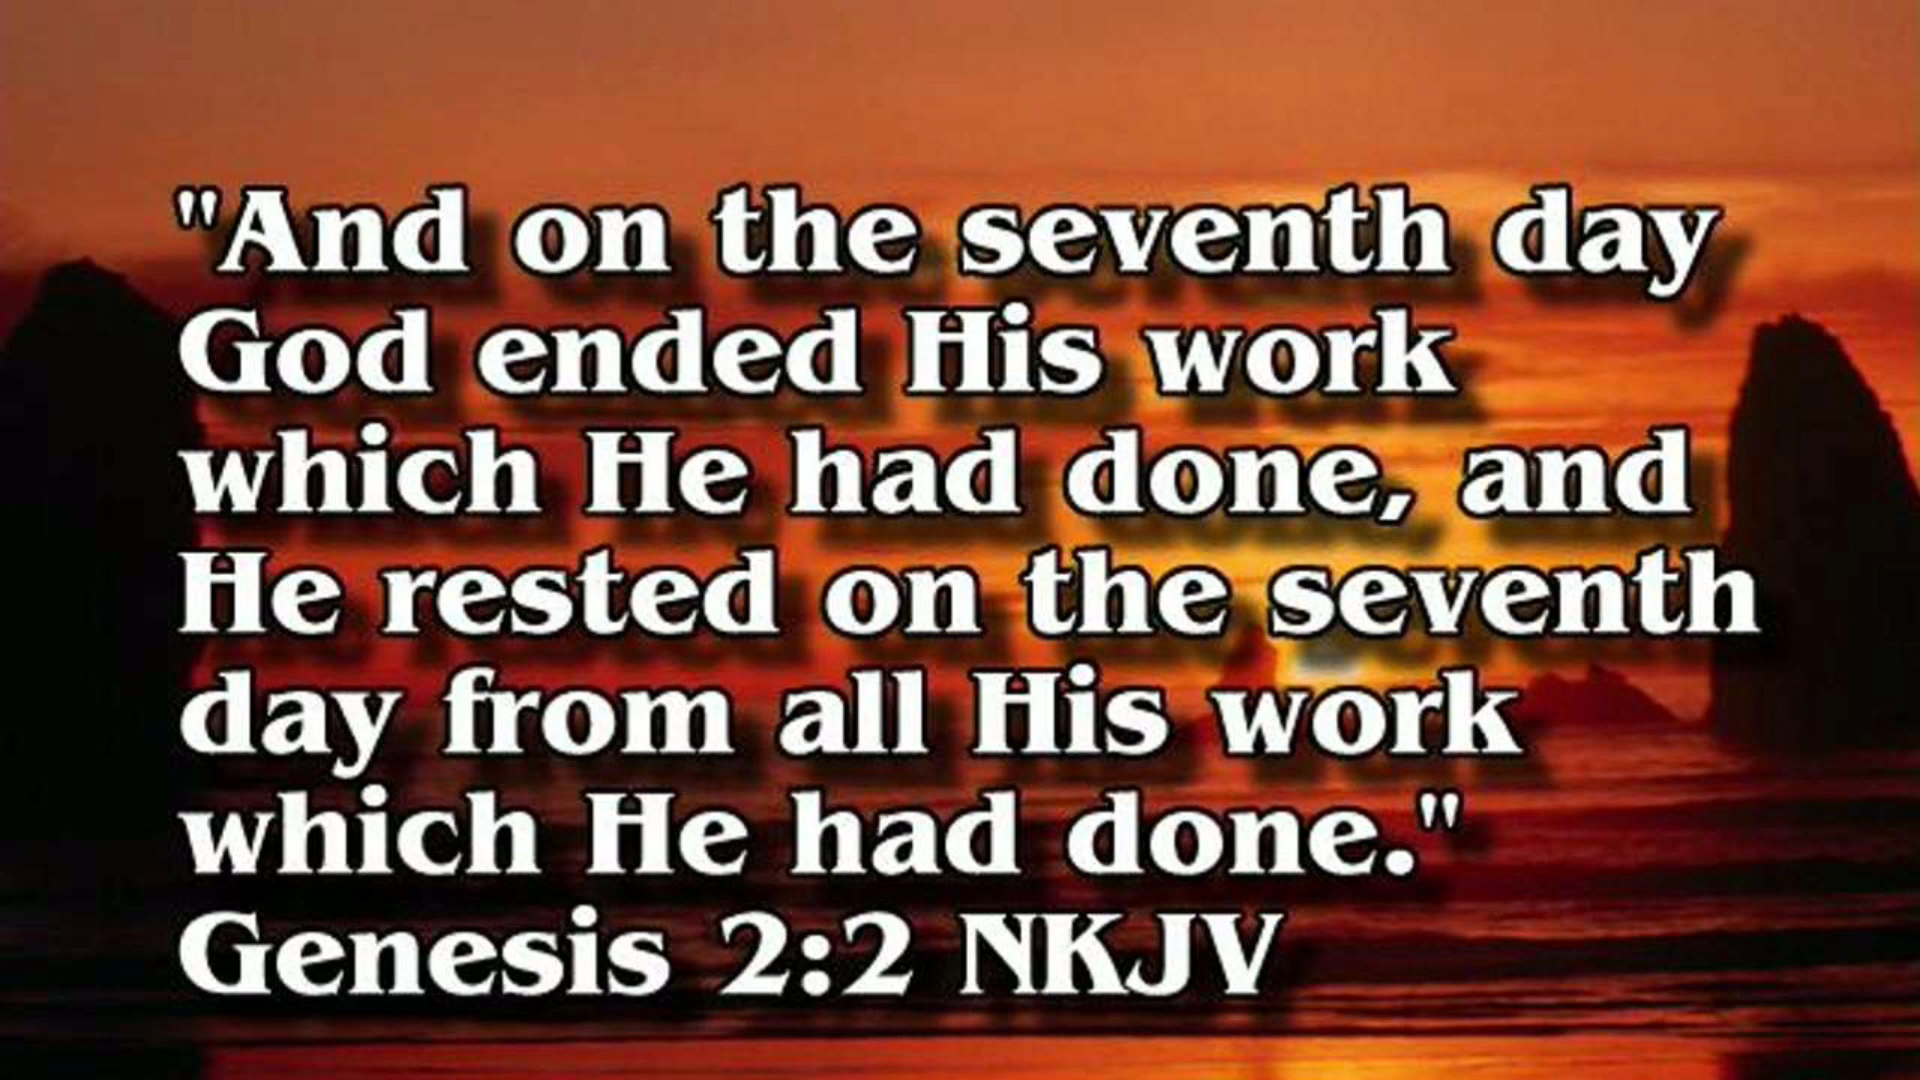 "And on the seventh day
God ended His work
which He had done, and
He rested on the seventh
day from all His work
which He had done."
Genesis 2:2 NKJV